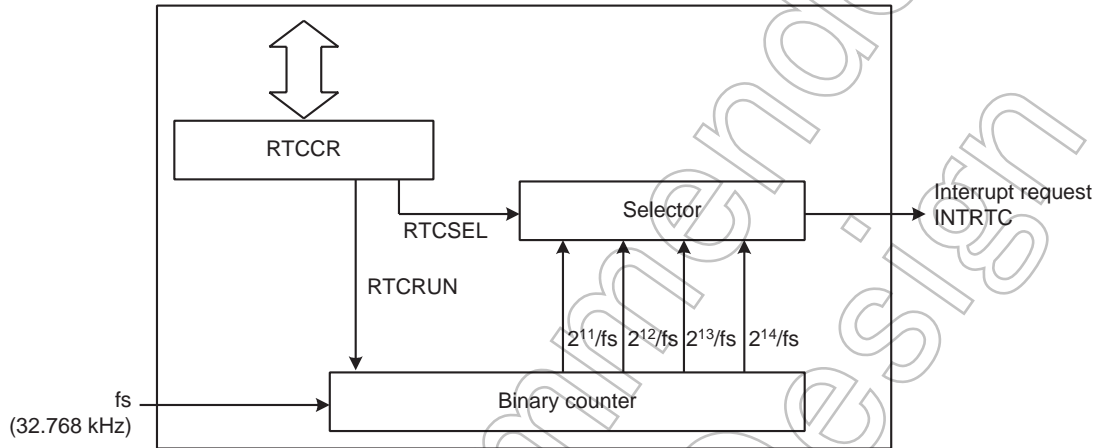 RTCCR
Selector
Interrupt request
INTRTC
RTCSEL
RTCRUN
2¹¹/fs 2¹²/fs 2¹³/fs 2¹⁴/fs
fs
(32.768 kHz)
Binary counter
esign